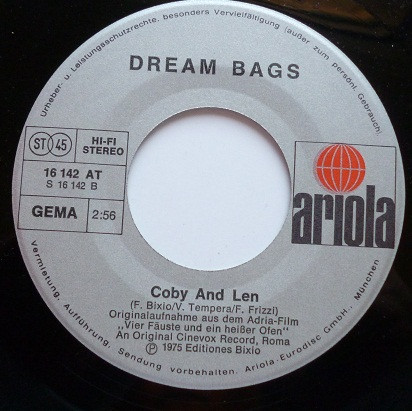 Urheber- u. Leistungsschutzrechte, besonders Vervielfältigung (außer zum persönl. Gebrauch),
DREAM BAGS
ST 45
HI-FI
STEREO
16 142 AT
S 16 142 B
GEMA 2:56
ariola
Coby And Len
(F. Bixio/V. Tempera/F. Frizzi)
Originalaufnahme aus dem Adria-Film
„Vier Fäuste und ein heißer Ofen"
An Original Cinevox Record, Roma
Ⓟ 1975 Editiones Bixio
vermietung, Aufführung, Sendung vorbehalten. Ariola-Eurodisc GmbH., München